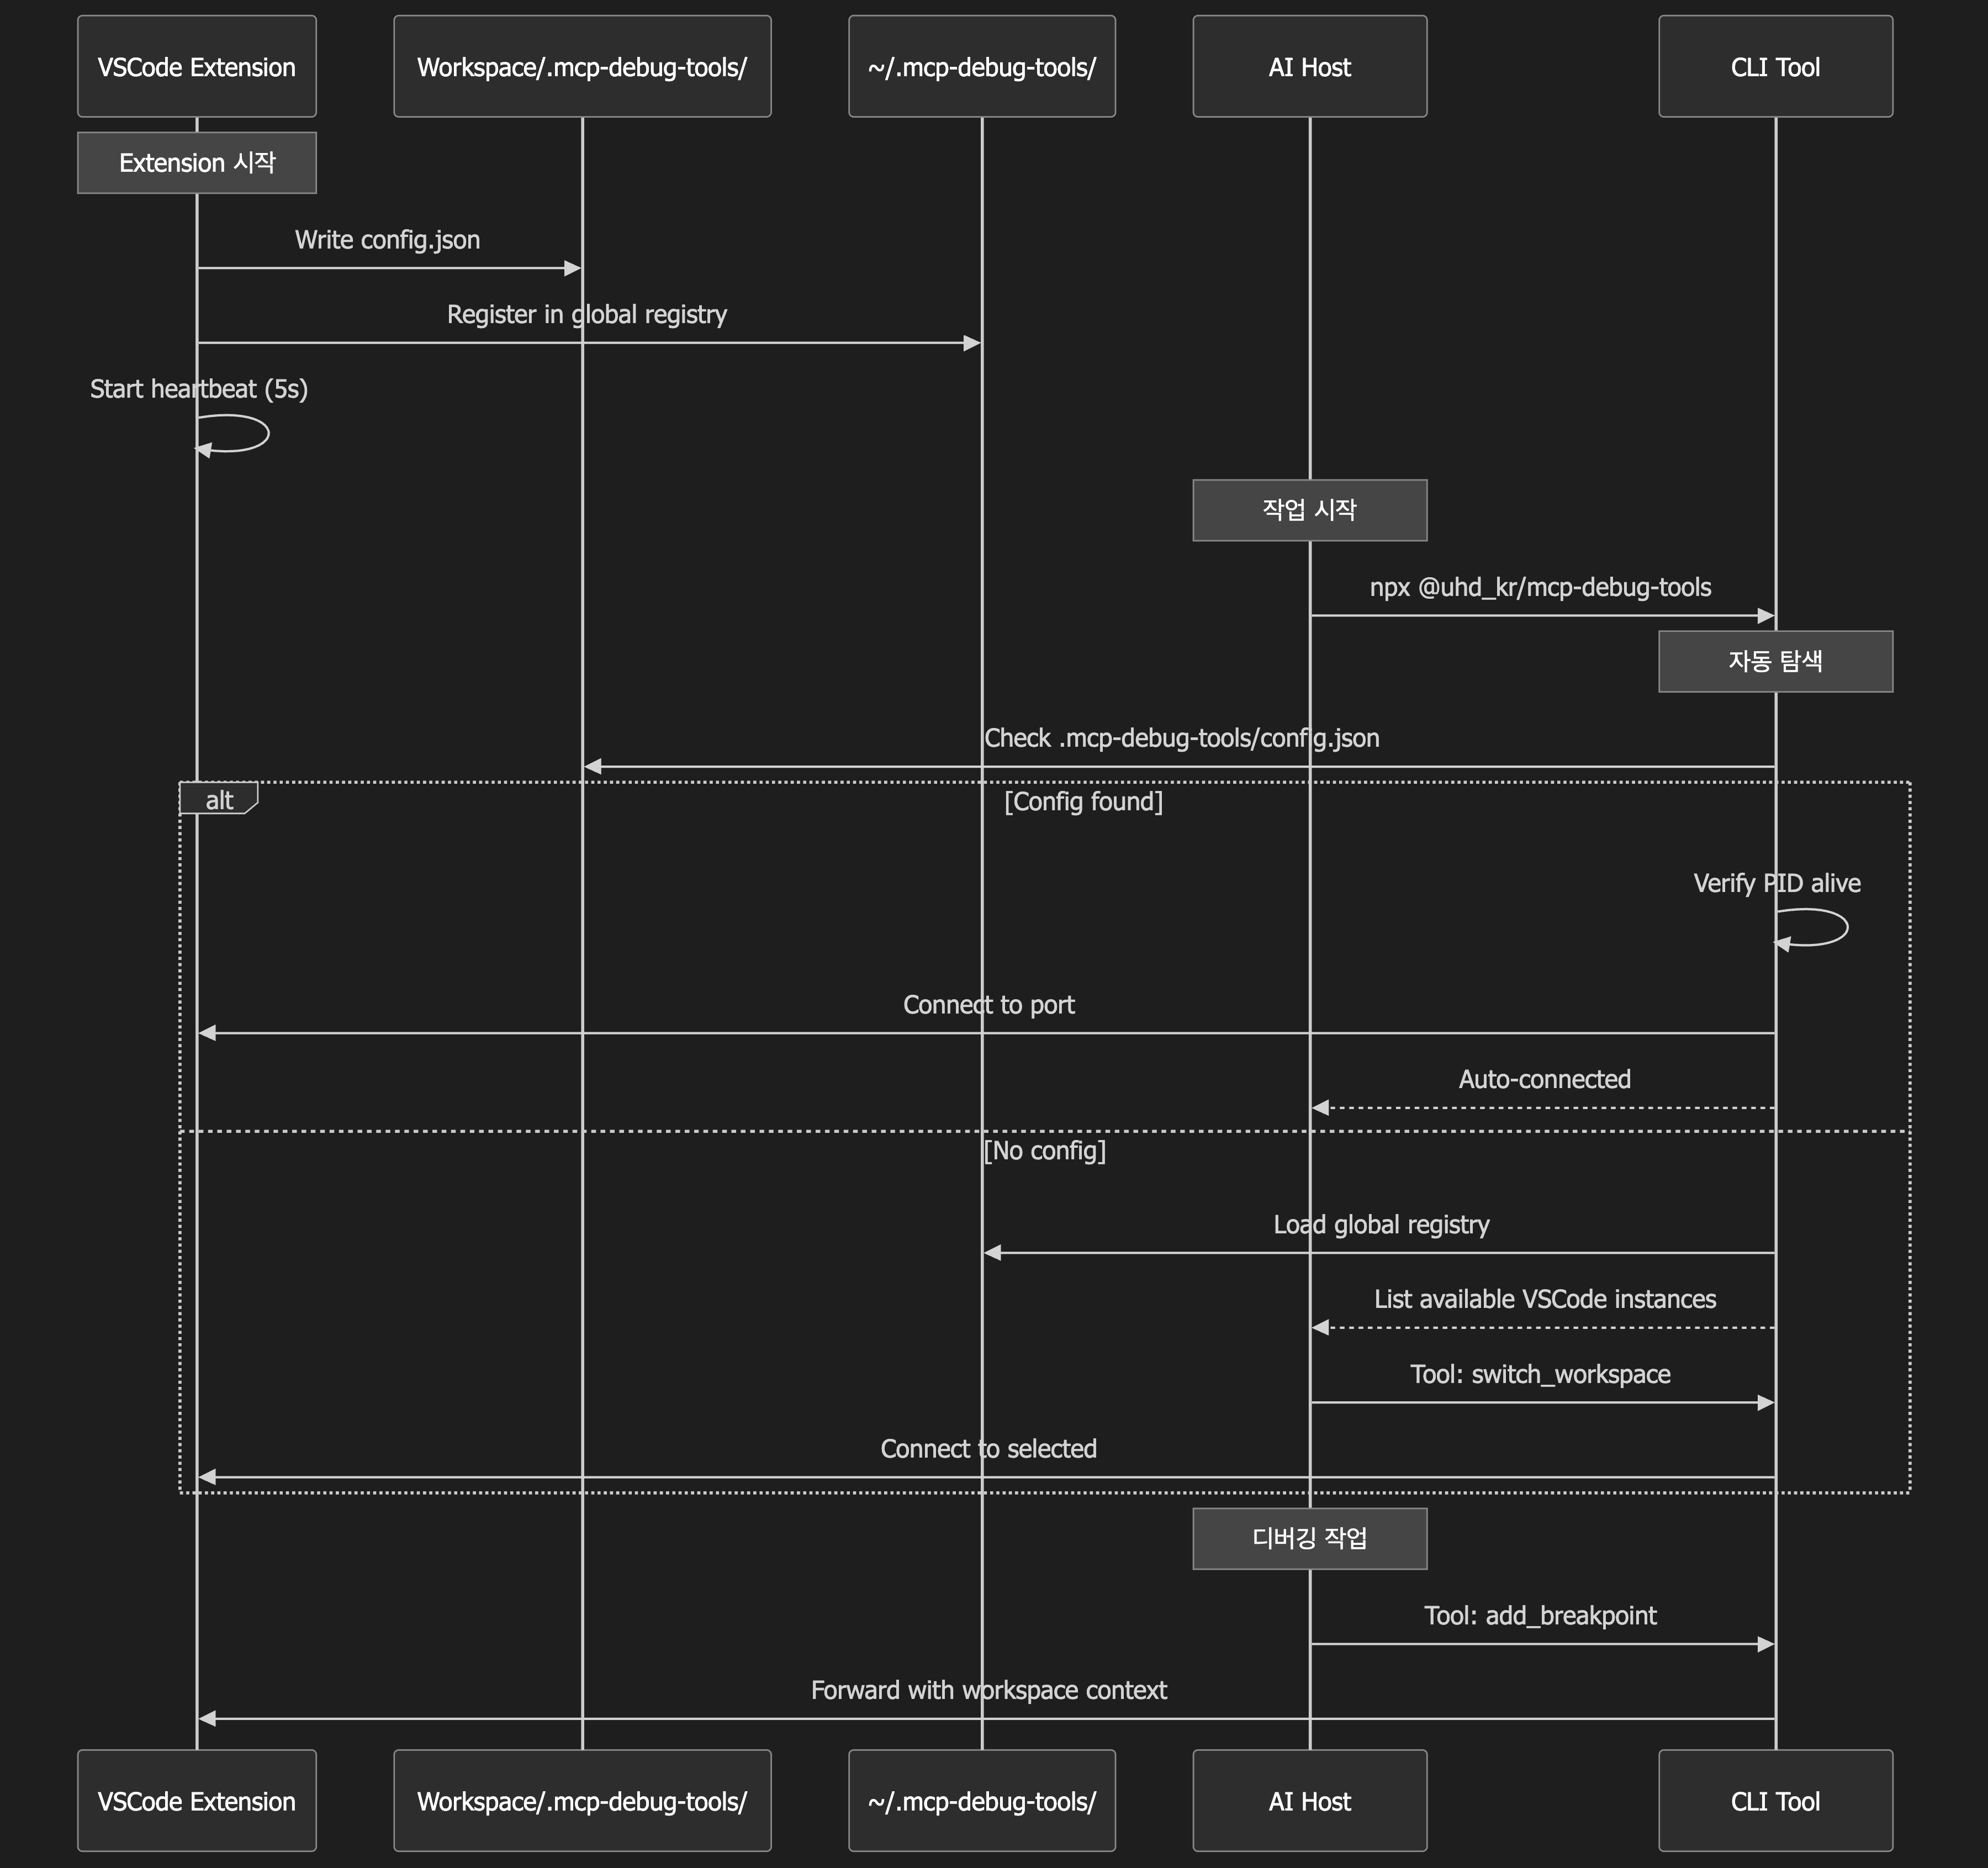 VSCode Extension
Workspace/.mcp-debug-tools/
~/.mcp-debug-tools/
AI Host
CLI Tool
Extension 시작
Write config.json
Register in global registry
Start heartbeat (5s)
작업 시작
npx @uhd_kr/mcp-debug-tools
자동 탐색
Check .mcp-debug-tools/config.json
alt
[Config found]
Verify PID alive
Connect to port
Auto-connected
[No config]
Load global registry
List available VSCode instances
Tool: switch_workspace
Connect to selected
디버깅 작업
Tool: add_breakpoint
Forward with workspace context
VSCode Extension
Workspace/.mcp-debug-tools/
~/.mcp-debug-tools/
AI Host
CLI Tool